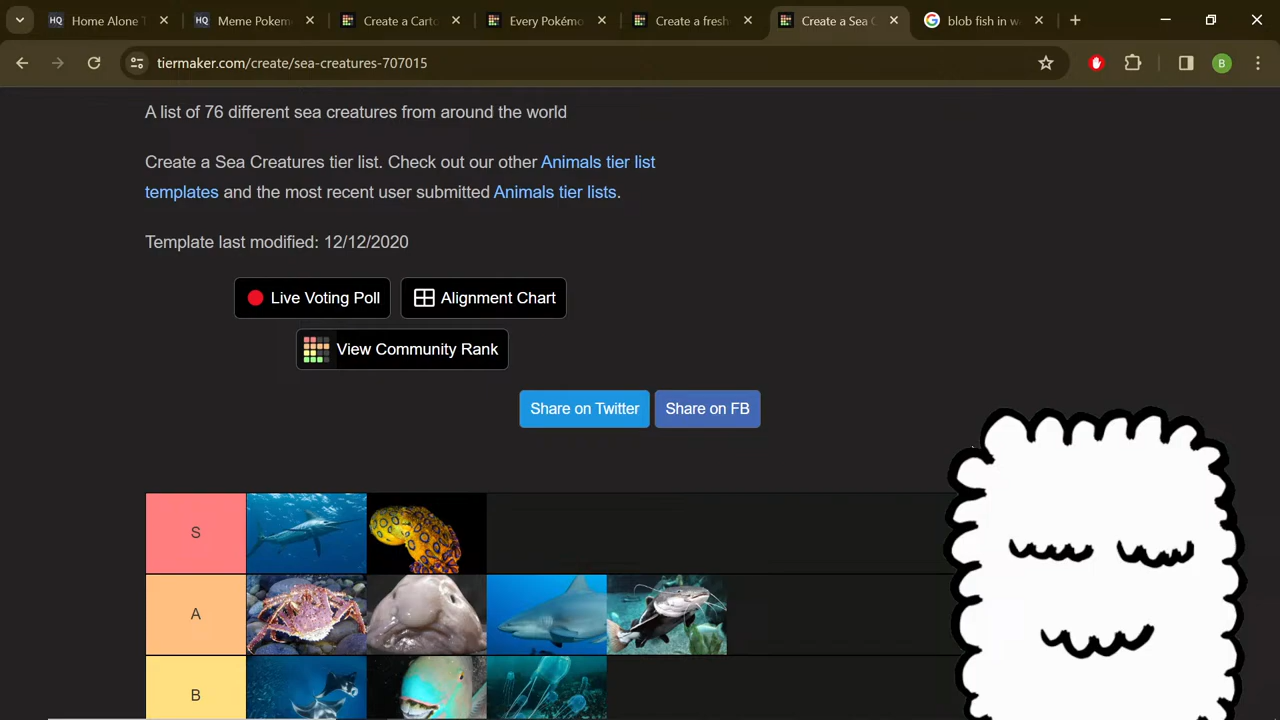 HQ Home Alone T
HQ Meme Pokem
Create a Carto
Every Pokémo
Create a fresh
Create a Sea C
blob fish in w
tiermaker.com/create/sea-creatures-707015
B
A list of 76 different sea creatures from around the world
Create a Sea Creatures tier list. Check out our other Animals tier list
templates and the most recent user submitted Animals tier lists.
Template last modified: 12/12/2020
Live Voting Poll
Alignment Chart
View Community Rank
Share on Twitter
Share on FB
S
A
B